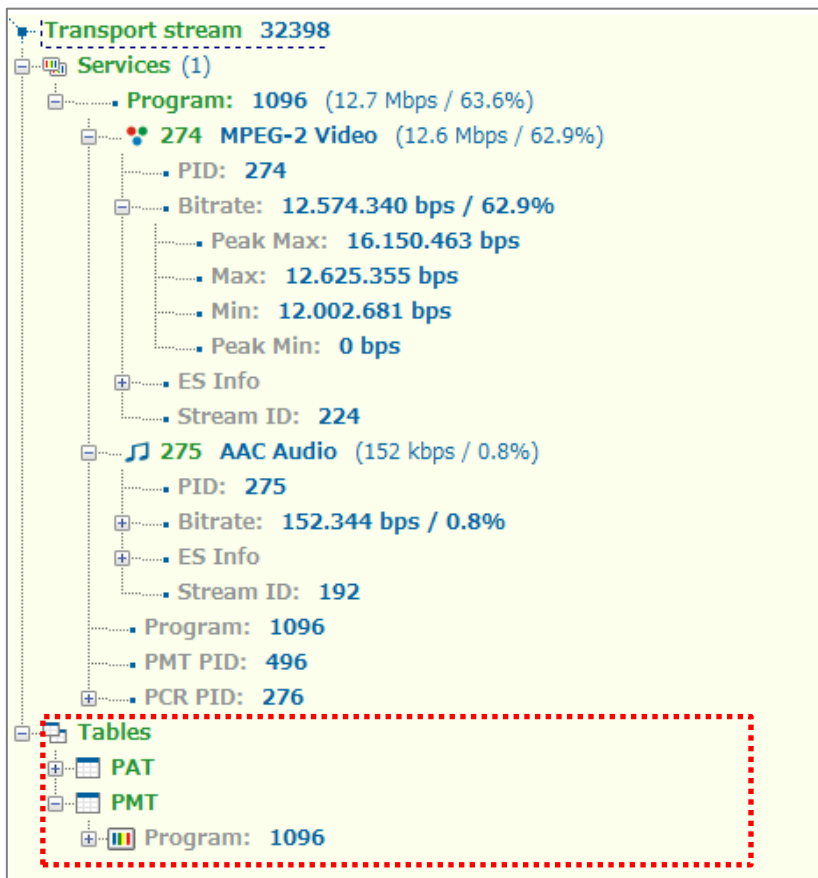 Transport stream 32398
Services (1)
Program: 1096 (12.7 Mbps / 63.6%)
274 MPEG-2 Video (12.6 Mbps / 62.9%)
PID: 274
Bitrate: 12.574.340 bps / 62.9%
Peak Max: 16.150.463 bps
Max: 12.625.355 bps
Min: 12.002.681 bps
Peak Min: 0 bps
ES Info
Stream ID: 224
275 AAC Audio (152 kbps / 0.8%)
PID: 275
Bitrate: 152.344 bps / 0.8%
ES Info
Stream ID: 192
Program: 1096
PMT PID: 496
PCR PID: 276
Tables
PAT
PMT
Program: 1096